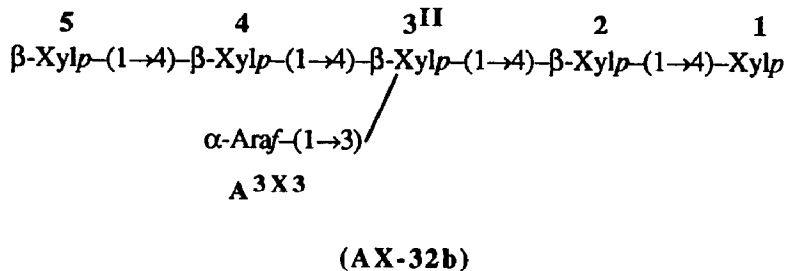 5 4 3II 2 1
β-Xylp–(1→4)–β-Xylp–(1→4)–β-Xylp–(1→4)–β-Xylp–(1→4)–Xylp
α-Araf–(1→3)
A3X3
(AX-32b)